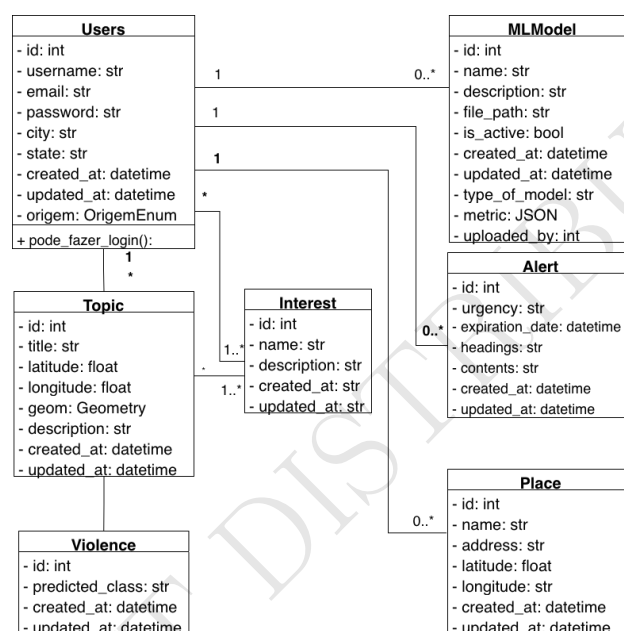 Users
- id: int
- username: str
- email: str
- password: str
- city: str
- state: str
- created_at: datetime
- updated_at: datetime
- origem: OrigemEnum
+ pode_fazer_login():
1
0..*
1
1
*
1
*
MLModel
- id: int
- name: str
- description: str
- file_path: str
- is_active: bool
- created_at: datetime
- updated_at: datetime
- type_of_model: str
- metric: JSON
- uploaded_by: int
Alert
- id: int
- urgency: str
- expiration_date: datetime
- headings: str
- contents: str
- created_at: datetime
- updated_at: datetime
0..*
Topic
- id: int
- title: str
- latitude: float
- longitude: float
- geom: Geometry
- description: str
- created_at: datetime
- updated_at: datetime
Interest
- id: int
- name: str
- description: str
- created_at: str
- updated_at: str
1..*
*
1..*
Place
- id: int
- name: str
- address: str
- latitude: float
- longitude: str
- created_at: datetime
- updated_at: datetime
0..*
Violence
- id: int
- predicted_class: str
- created_at: datetime
- updated_at: datetime